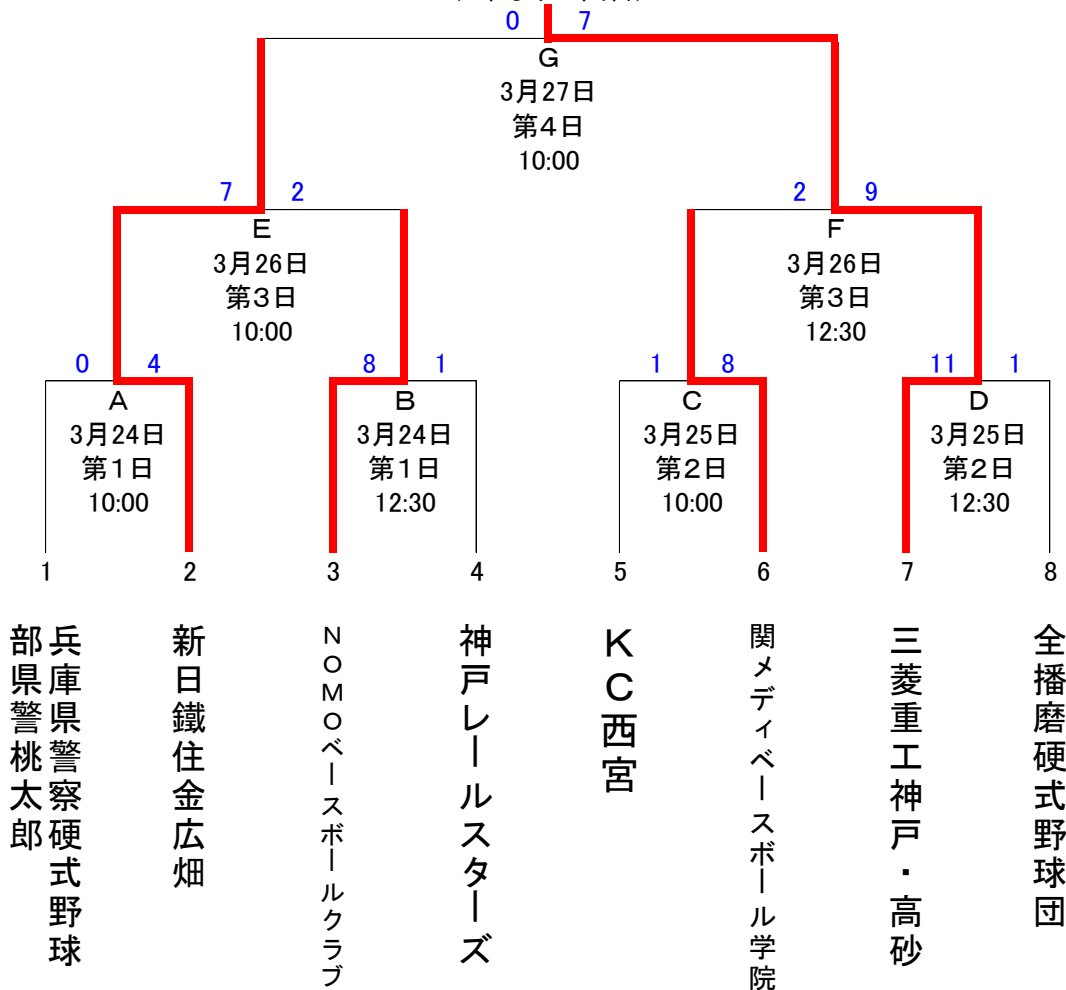 0 7
G
3月27日
第4日
10:00
7 2
E
3月26日
第3日
10:00
2 9
F
3月26日
第3日
12:30
0 4
A
3月24日
第1日
10:00
8 1
B
3月24日
第1日
12:30
1 8
C
3月25日
第2日
10:00
11 1
D
3月25日
第2日
12:30
1
2
3
4
5
6
7
8
兵庫県警察硬式野球
部県警桃太郎
新日鐵住金広畑
NOMOベースボールクラブ
神戸レールスターズ
KC西宮
関メディベースボール学院
三菱重工神戸・高砂
全播磨硬式野球団